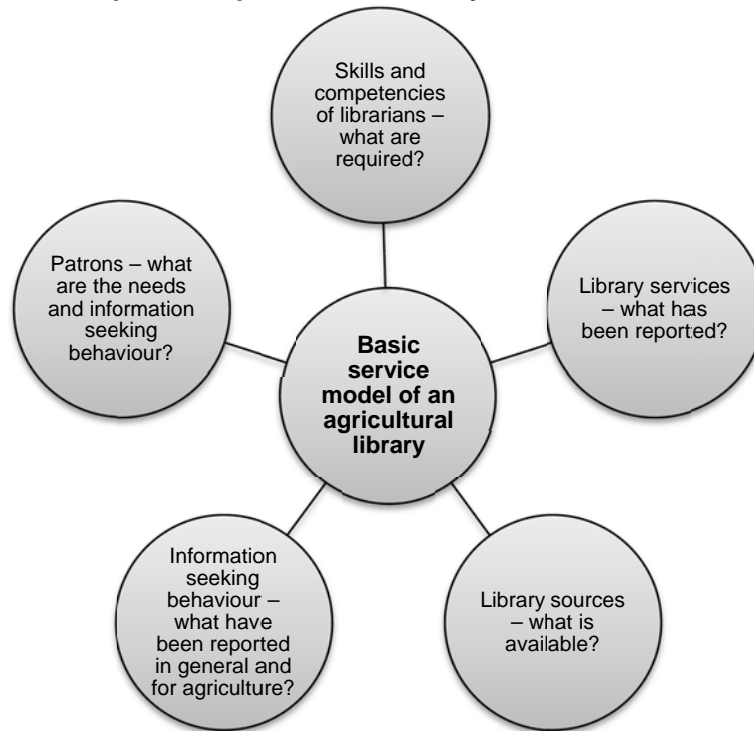 Skills and
competencies
of librarians –
what are
required?
Patrons – what
are the needs
and information
seeking
behaviour?
Library services
– what has
been reported?
Basic
service
model of an
agricultural
library
Information
seeking
behaviour –
what have
been reported
in general and
for agriculture?
Library sources
– what is
available?